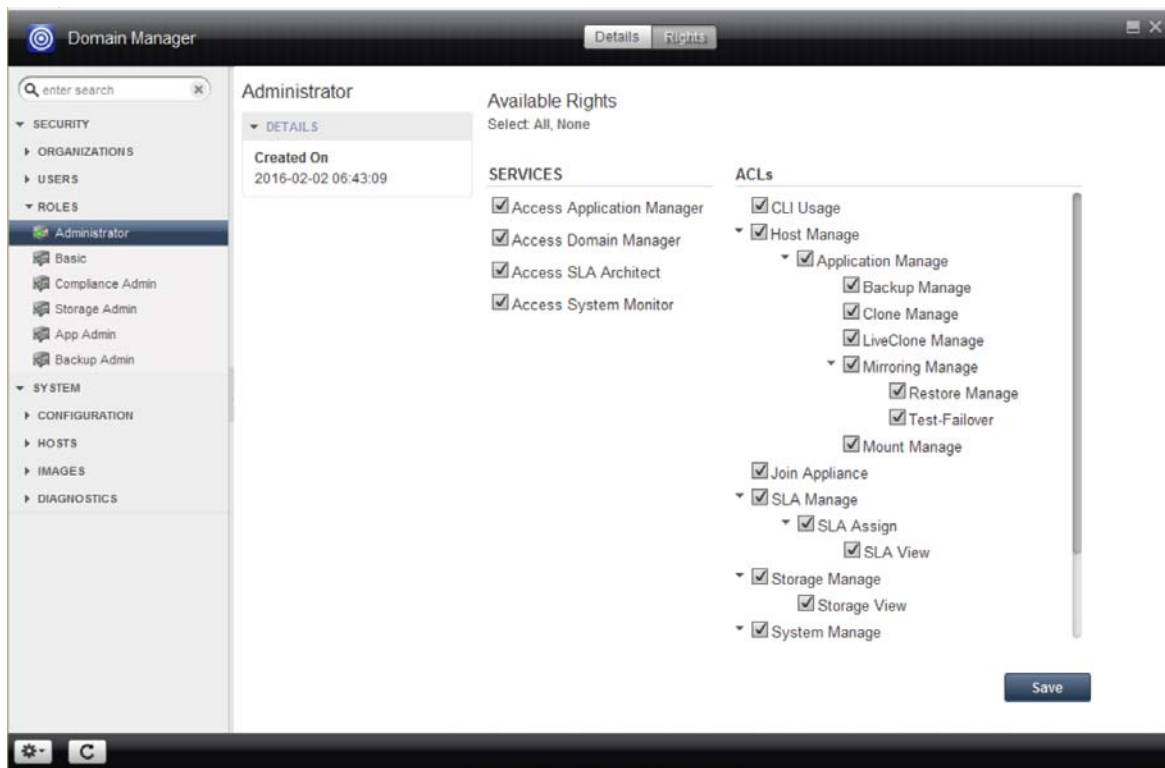 Domain Manager
Details
Rights
enter search
SECURITY
ORGANIZATIONS
USERS
ROLES
Administrator
Basic
Compliance Admin
Storage Admin
App Admin
Backup Admin
SYSTEM
CONFIGURATION
HOSTS
IMAGES
DIAGNOSTICS
Administrator
DETAILS
Created On
2016-02-02 06:43:09
Available Rights
Select: All, None
SERVICES
Access Application Manager
Access Domain Manager
Access SLA Architect
Access System Monitor
ACLs
CLI Usage
Host Manage
Application Manage
Backup Manage
Clone Manage
LiveClone Manage
Mirroring Manage
Restore Manage
Test-Failover
Mount Manage
Join Appliance
SLA Manage
SLA Assign
SLA View
Storage Manage
Storage View
System Manage
Save